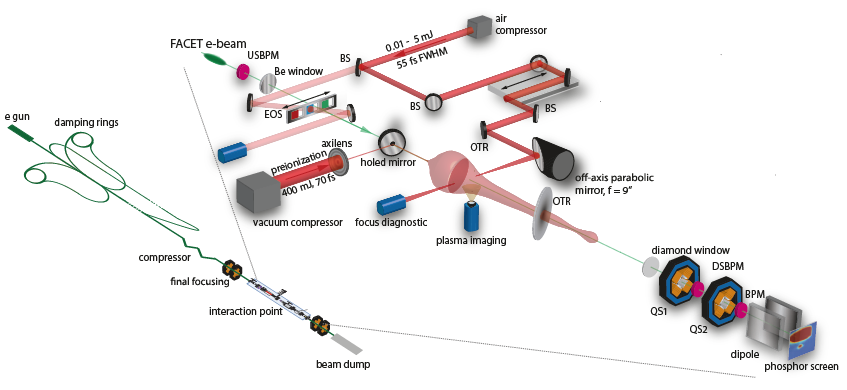 air
compressor
0.01 - 5 mJ
55 fs FWHM
FACET e-beam
USBPM
BS
Be window
EOS
BS
BS
e gun
damping rings
OTR
axilens
holed mirror
preionization
400 mJ, 70 fs
off-axis parabolic
mirror, f = 9"
OTR
vacuum compressor
focus diagnostic
plasma imaging
diamond window
compressor
DSBPM
final focusing
BPM
QS1
interaction point
QS2
dipole
beam dump
phosphor screen